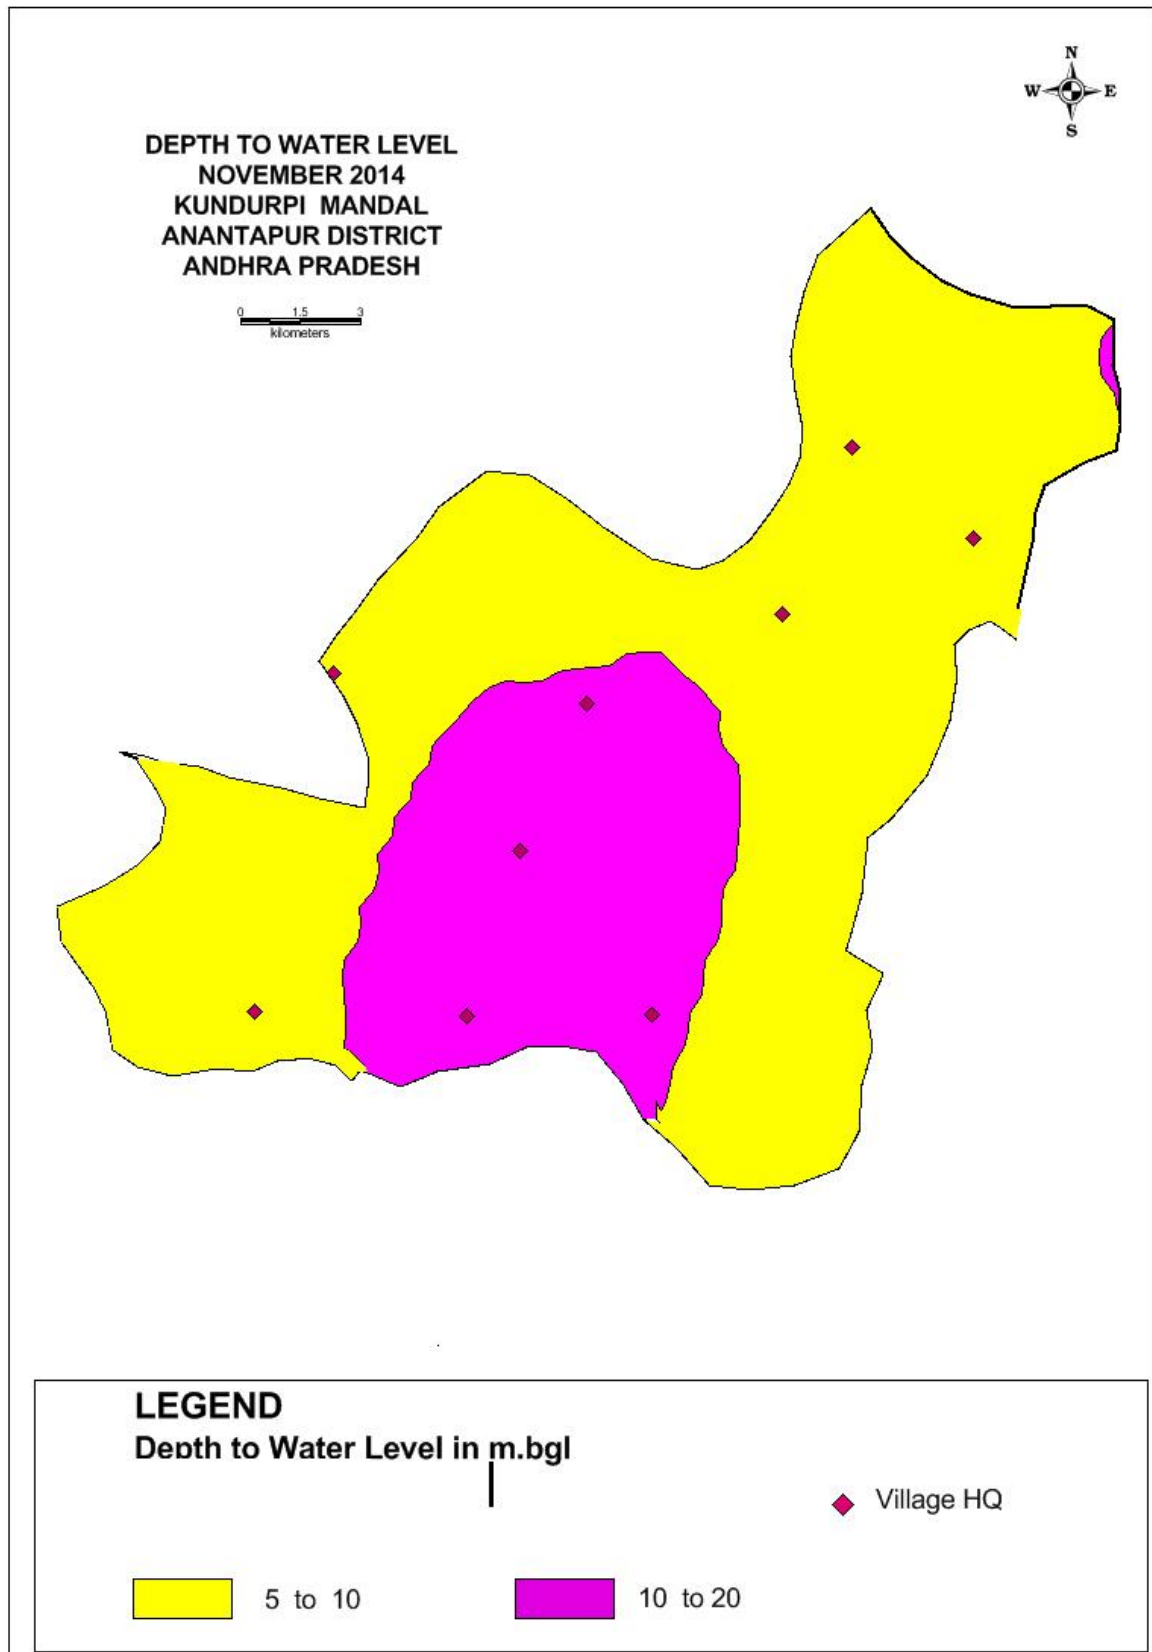 N
W E
S
DEPTH TO WATER LEVEL
NOVEMBER 2014
KUNDURPI MANDAL
ANANTAPUR DISTRICT
ANDHRA PRADESH
0 1.5 3
kilometers
LEGEND
Depth to Water Level in m.bgl
Village HQ
5 to 10 10 to 20